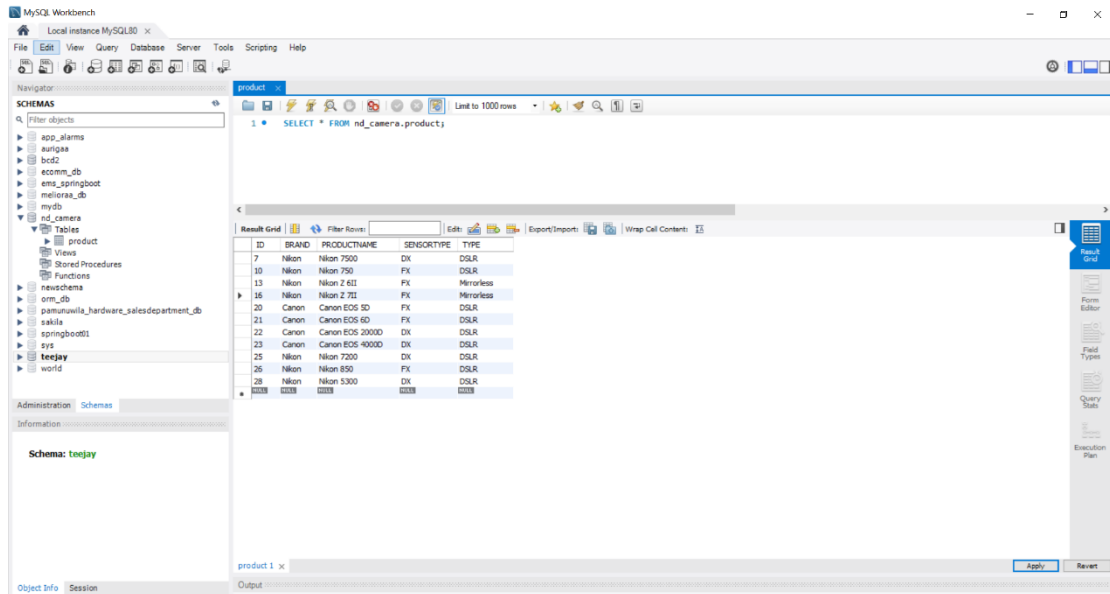 MySQL Workbench
Local instance MySQL80
File Edit View Query Database Server Tools Scripting Help
Navigator
SCHEMAS
Filter objects
app_alarms
aurigaa
bcd2
ecomm_db
ems_springboot
melioraa_db
mydb
nd_camera
Tables
product
Views
Stored Procedures
Functions
newschema
orm_db
pamunuwila_hardware_salesdepartment_db
sakila
springboot01
sys
teejay
world
Administration Schemas
Information
Schema: teejay
Object Info Session
product
Limit to 1000 rows
1 SELECT * FROM nd_camera.product;
Result Grid Filter Rows: Edit: Export/Import: Wrap Cell Content:
ID BRAND PRODUCTNAME SENSORTYPE TYPE
7 Nikon Nikon 7500 DX DSLR
10 Nikon Nikon 750 FX DSLR
13 Nikon Nikon Z 6II FX Mirrorless
16 Nikon Nikon Z 7II FX Mirrorless
20 Canon Canon EOS 5D FX DSLR
21 Canon Canon EOS 6D FX DSLR
22 Canon Canon EOS 2000D DX DSLR
23 Canon Canon EOS 4000D DX DSLR
25 Nikon Nikon 7200 DX DSLR
26 Nikon Nikon 850 FX DSLR
28 Nikon Nikon 5300 DX DSLR
NULL NULL NULL NULL NULL
Result
Grid
Form
Editor
Field
Types
Query
Stats
Execution
Plan
product 1
Apply Revert
Output